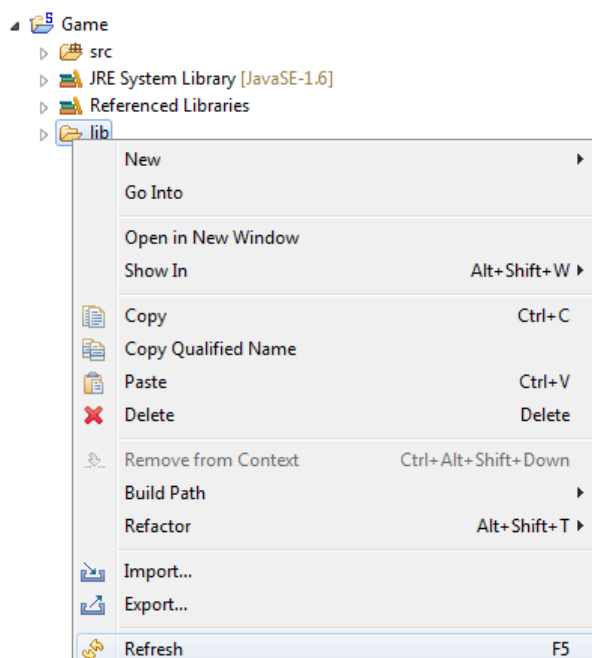 Game
src
JRE System Library [JavaSE-1.6]
Referenced Libraries
lib
New
Go Into
Open in New Window
Show In Alt+Shift+W
Copy Ctrl+C
Copy Qualified Name
Paste Ctrl+V
Delete Delete
Remove from Context Ctrl+Alt+Shift+Down
Build Path
Refactor Alt+Shift+T
Import...
Export...
Refresh F5